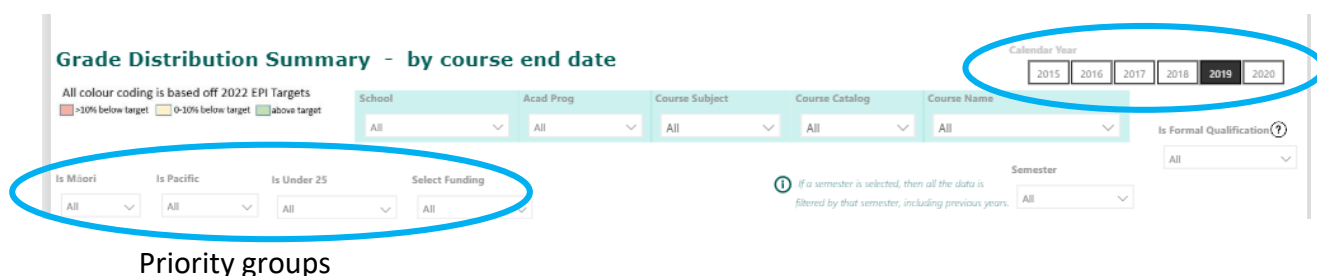 Calendar Year
Grade Distribution Summary - by course end date
2015 2016 2017 2018 2019 2020
All colour coding is based off 2022 EPI Targets
>10% below target 0-10% below target above target
School Acad Prog Course Subject Course Catalog Course Name
All All All All All
Is Formal Qualification ?
All
Is Māori Is Pacific Is Under 25 Select Funding
All All All All
If a semester is selected, then all the data is
filtered by that semester, including previous years.
Semester
All
Priority groups